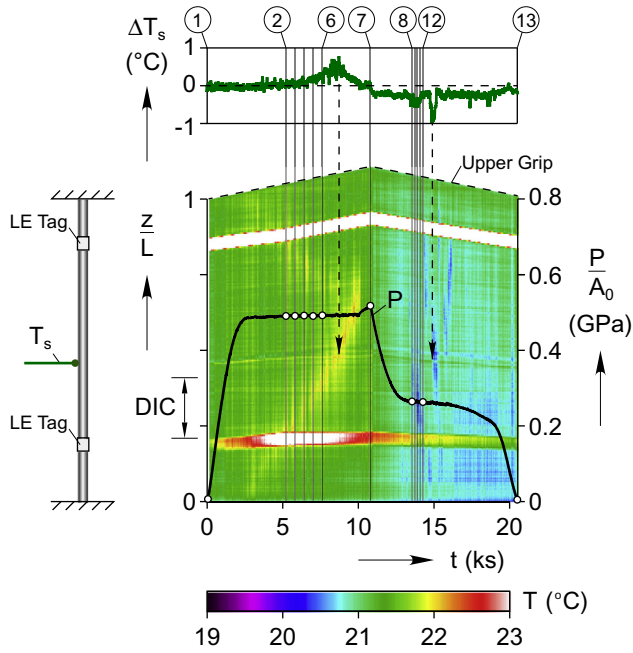 1 2 6 7 8 12 13
ΔTs
(°C)
1
0
-1
Upper Grip
LE Tag
Ts
LE Tag
z
L
1
DIC
0
P
0.8
0.6
0.4
0.2
0
P
A0
(GPa)
0 5 10 15 20
t (ks)
T (°C)
19 20 21 22 23